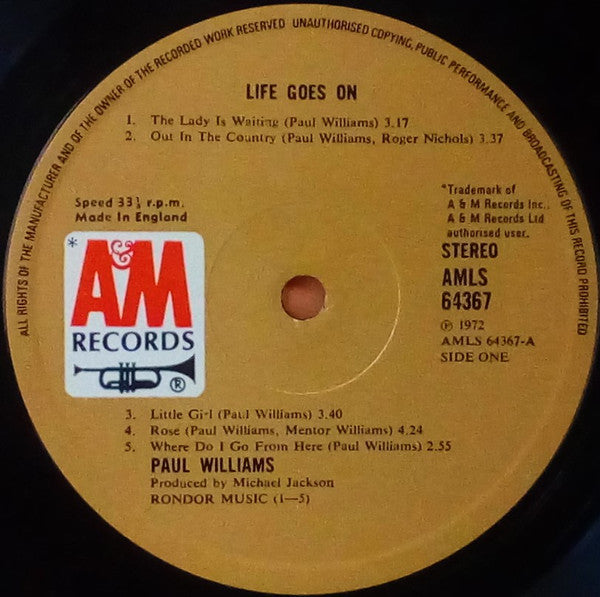 ALL RIGHTS OF THE MANUFACTURER AND OF THE OWNER OF THE RECORDED WORK RESERVED UNAUTHORISED COPYING, PUBLIC PERFORMANCE AND BROADCASTING OF THIS RECORD PROHIBITED
LIFE GOES ON
1. The Lady Is Waiting (Paul Williams) 3.17
2. Out In The Country (Paul Williams, Roger Nichols) 3.37
Speed 33⅓ r.p.m.
Made In England
*A&M
RECORDS
®
*Trademark of
A & M Records Inc.,
A & M Records Ltd
authorised user.
STEREO
AMLS
64367
℗ 1972
AMLS 64367-A
SIDE ONE
3. Little Girl (Paul Williams) 3.40
4. Rose (Paul Williams, Mentor Williams) 4.24
5. Where Do I Go From Here (Paul Williams) 2.55
PAUL WILLIAMS
Produced by Michael Jackson
RONDOR MUSIC (1—5)